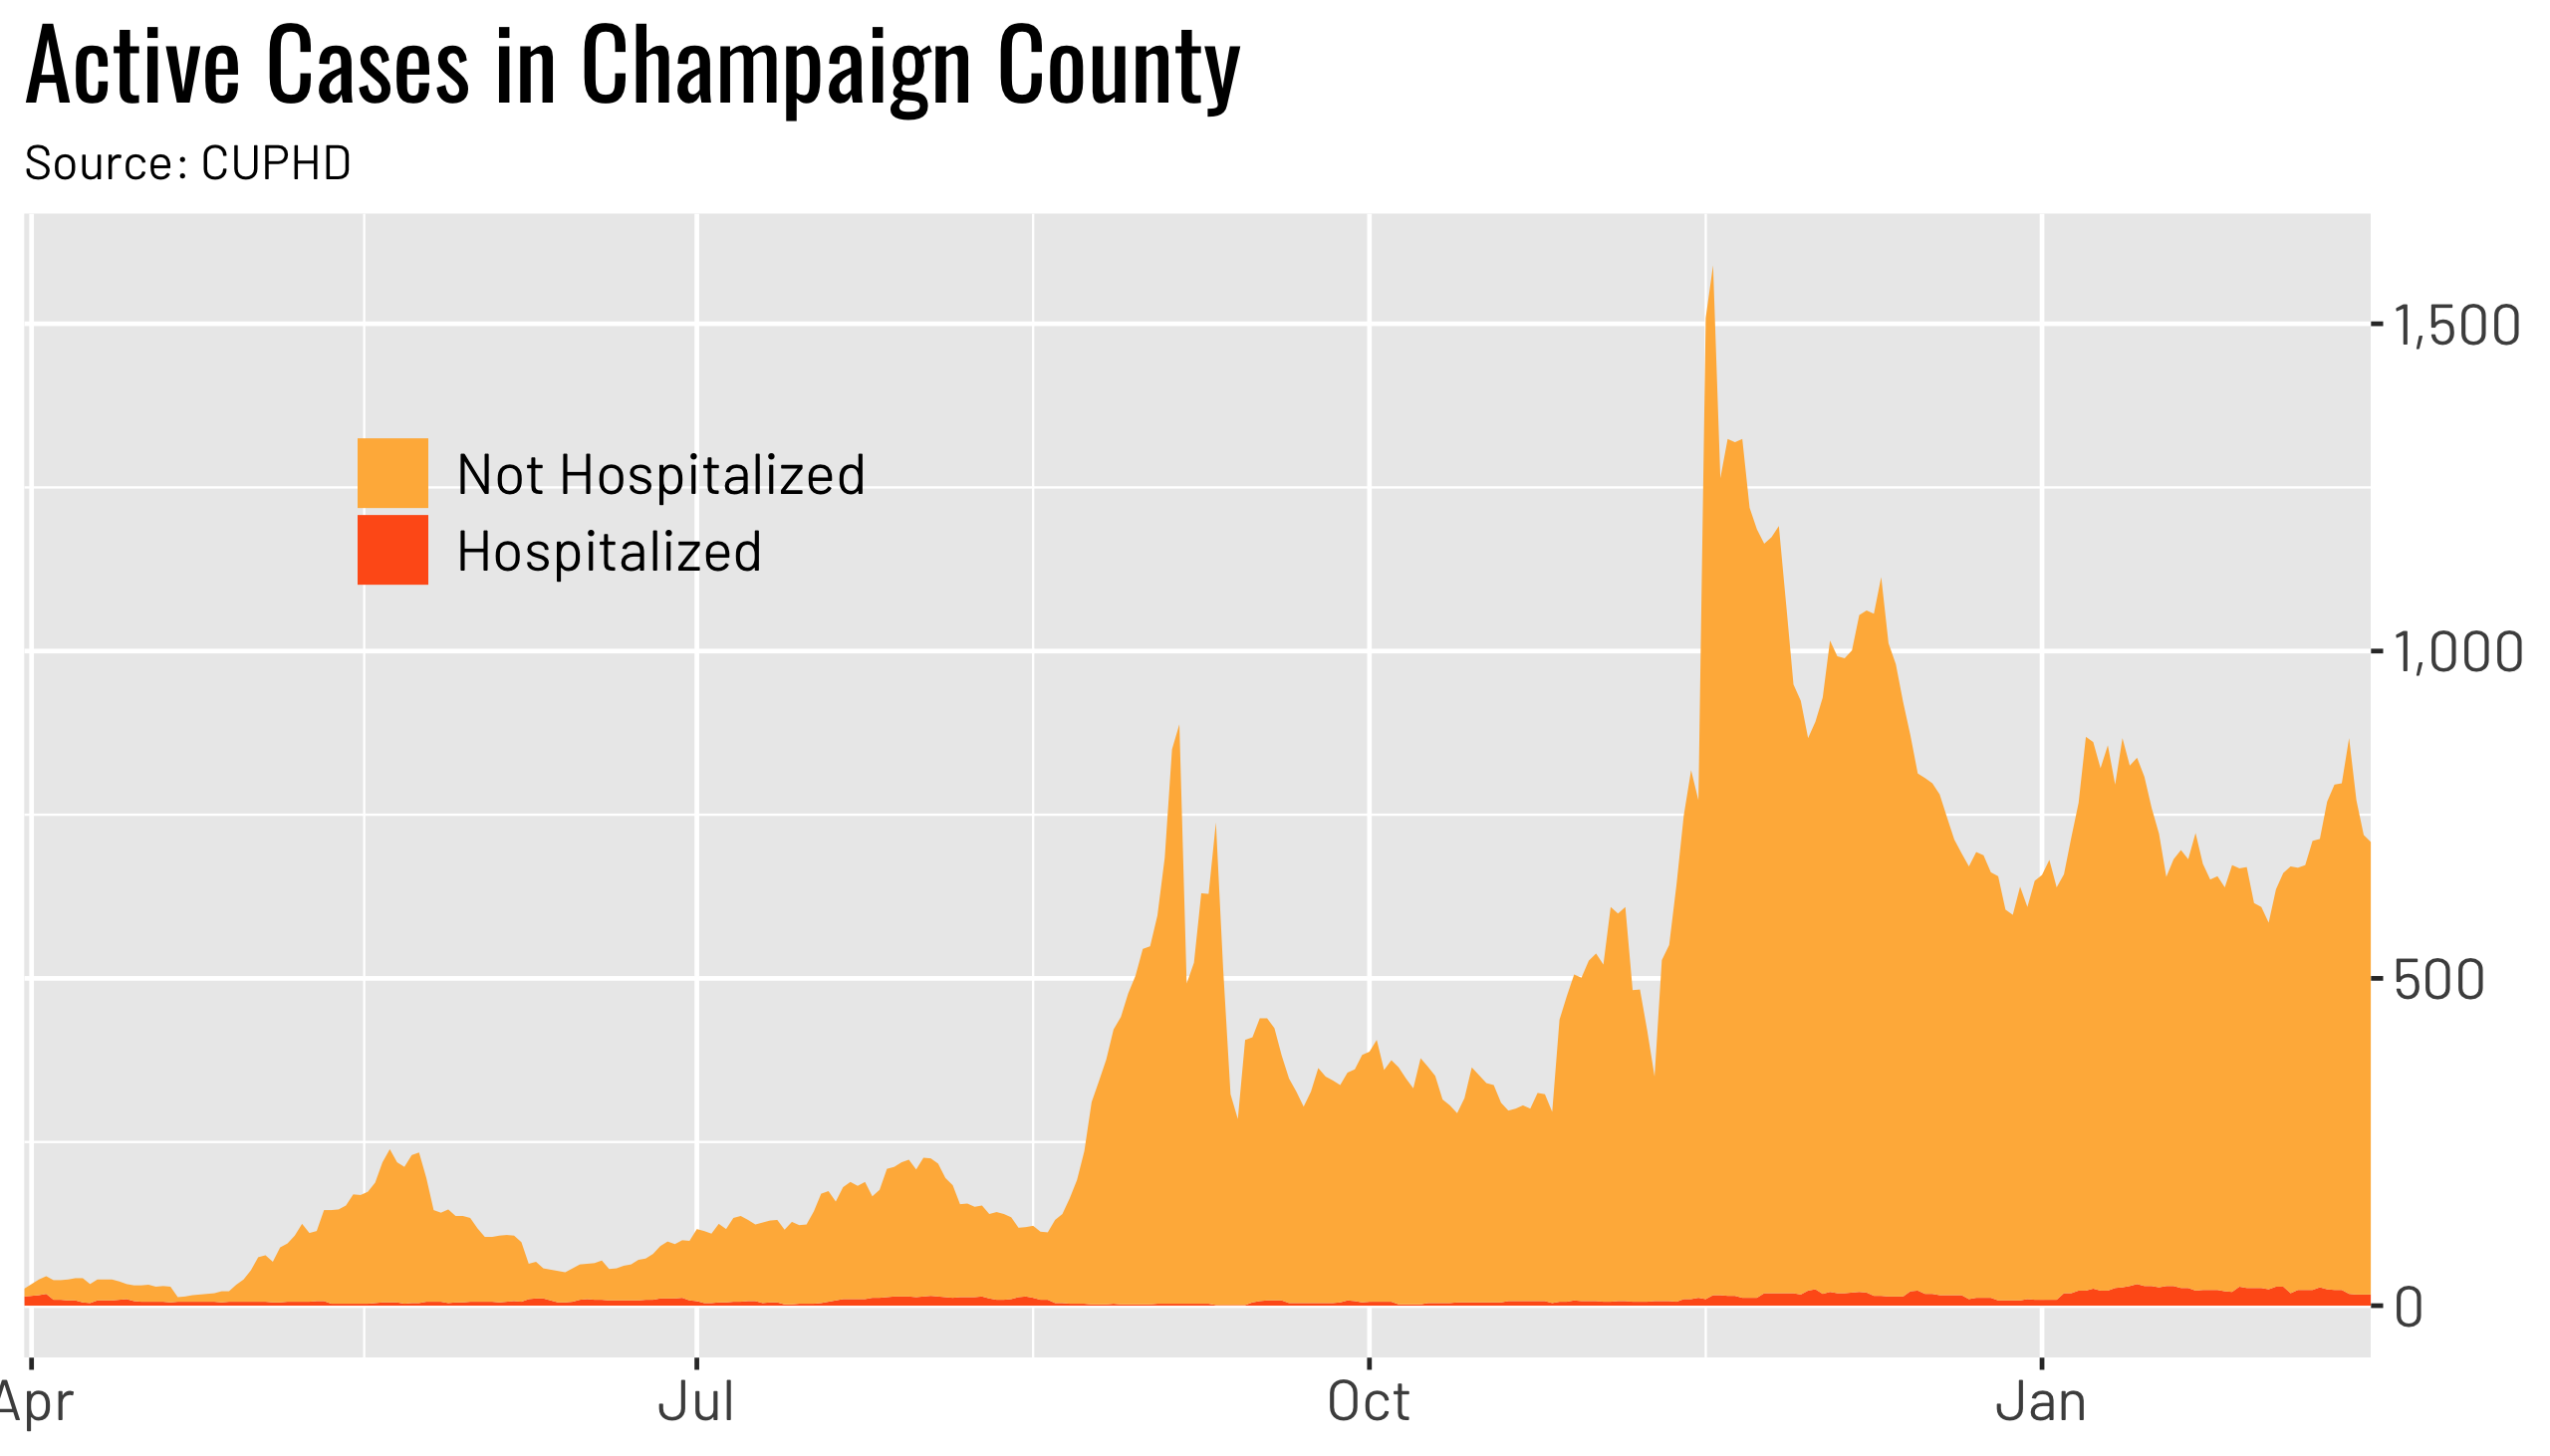 Active Cases in Champaign County
Source: CUPHD
1,500
Not Hospitalized
Hospitalized
1,000
500
0
Apr Jul Oct Jan